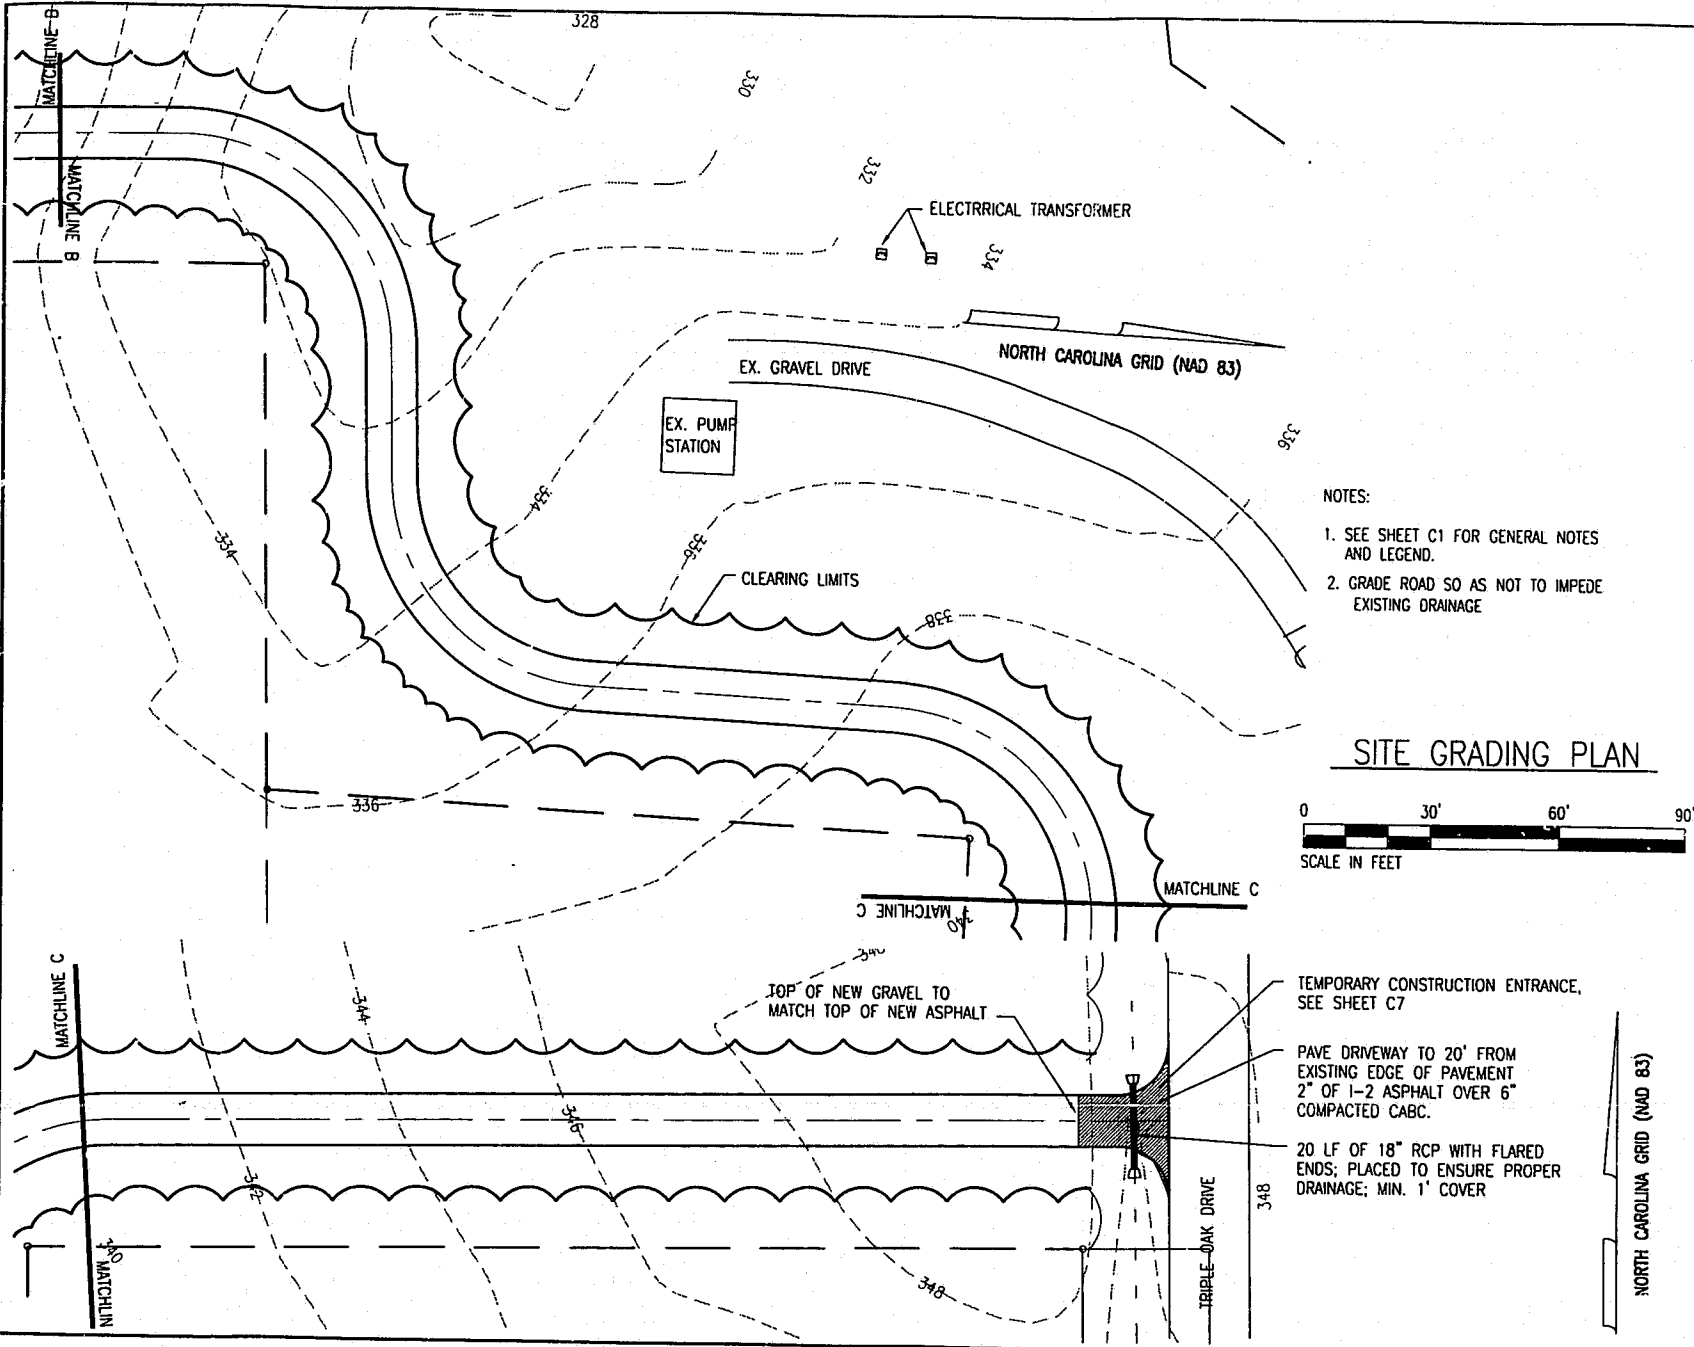 328
MATCHLINE B
MATCHLINE B
330
332
ELECTRRICAL TRANSFORMER
334
NORTH CAROLINA GRID (NAD 83)
EX. GRAVEL DRIVE
EX. PUMP
STATION
336
334
334
336
CLEARING LIMITS
338
336
NOTES:
1. SEE SHEET C1 FOR GENERAL NOTES
AND LEGEND.
2. GRADE ROAD SO AS NOT TO IMPEDE
EXISTING DRAINAGE
SITE GRADING PLAN
0 30' 60' 90'
SCALE IN FEET
MATCHLINE C
MATCHLINE C
340
MATCHLINE C
344
TOP OF NEW GRAVEL TO
MATCH TOP OF NEW ASPHALT
346
342
340
MATCHLIN
348
TRIPLE OAK DRIVE
348
TEMPORARY CONSTRUCTION ENTRANCE,
SEE SHEET C7
PAVE DRIVEWAY TO 20' FROM
EXISTING EDGE OF PAVEMENT
2" OF I-2 ASPHALT OVER 6"
COMPACTED CABC.
20 LF OF 18" RCP WITH FLARED
ENDS; PLACED TO ENSURE PROPER
DRAINAGE; MIN. 1' COVER
NORTH CAROLINA GRID (NAD 83)